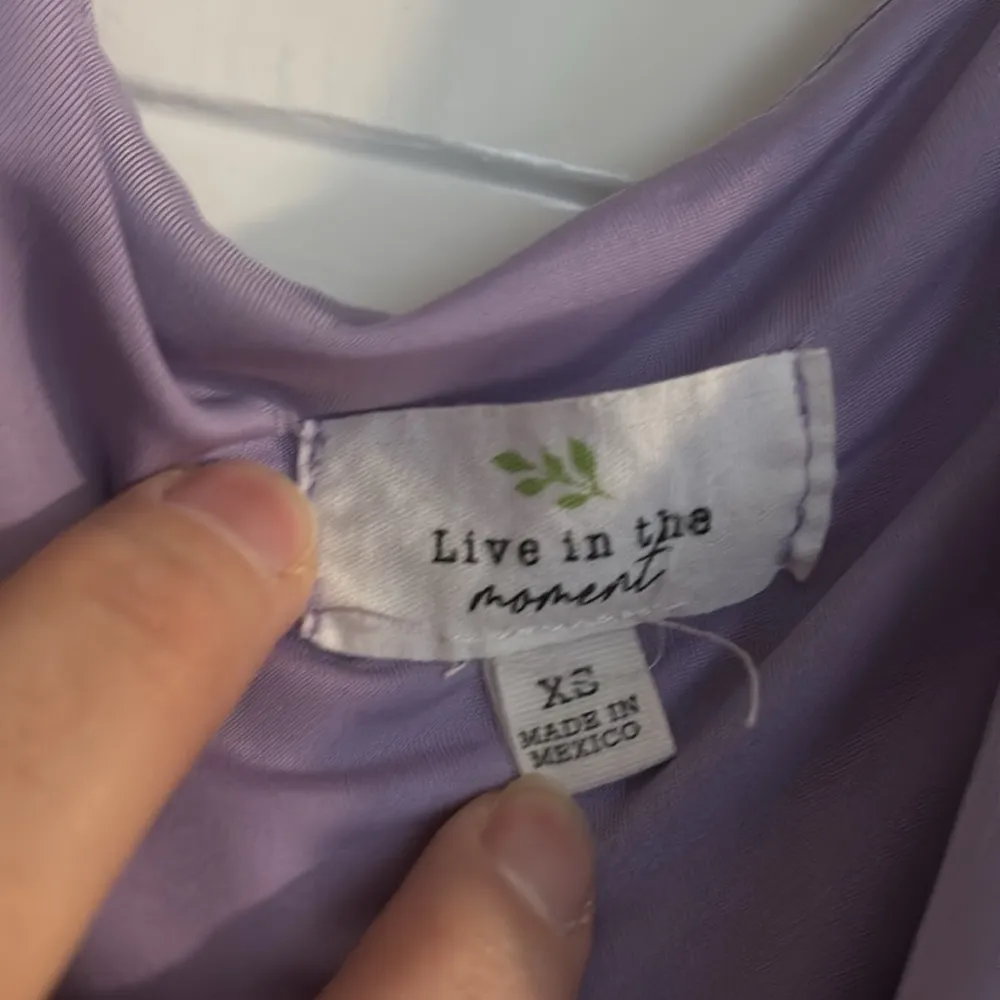 Live in the
moment
XS
MADE IN
MEXICO